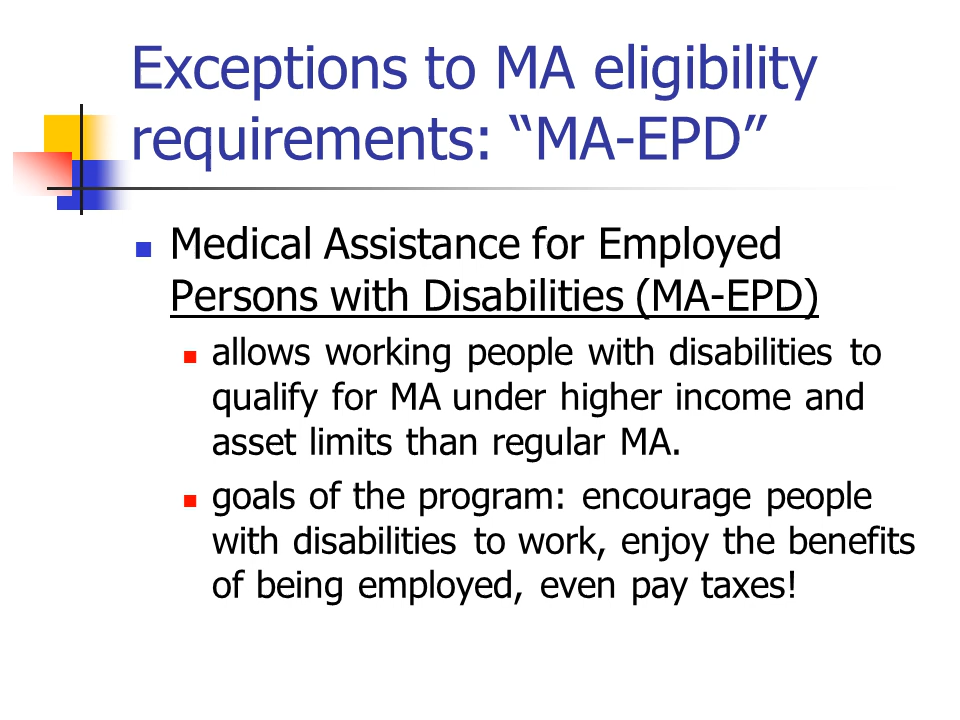 Exceptions to MA eligibility
requirements: “MA-EPD”
Medical Assistance for Employed
Persons with Disabilities (MA-EPD)
allows working people with disabilities to
qualify for MA under higher income and
asset limits than regular MA.
goals of the program: encourage people
with disabilities to work, enjoy the benefits
of being employed, even pay taxes!